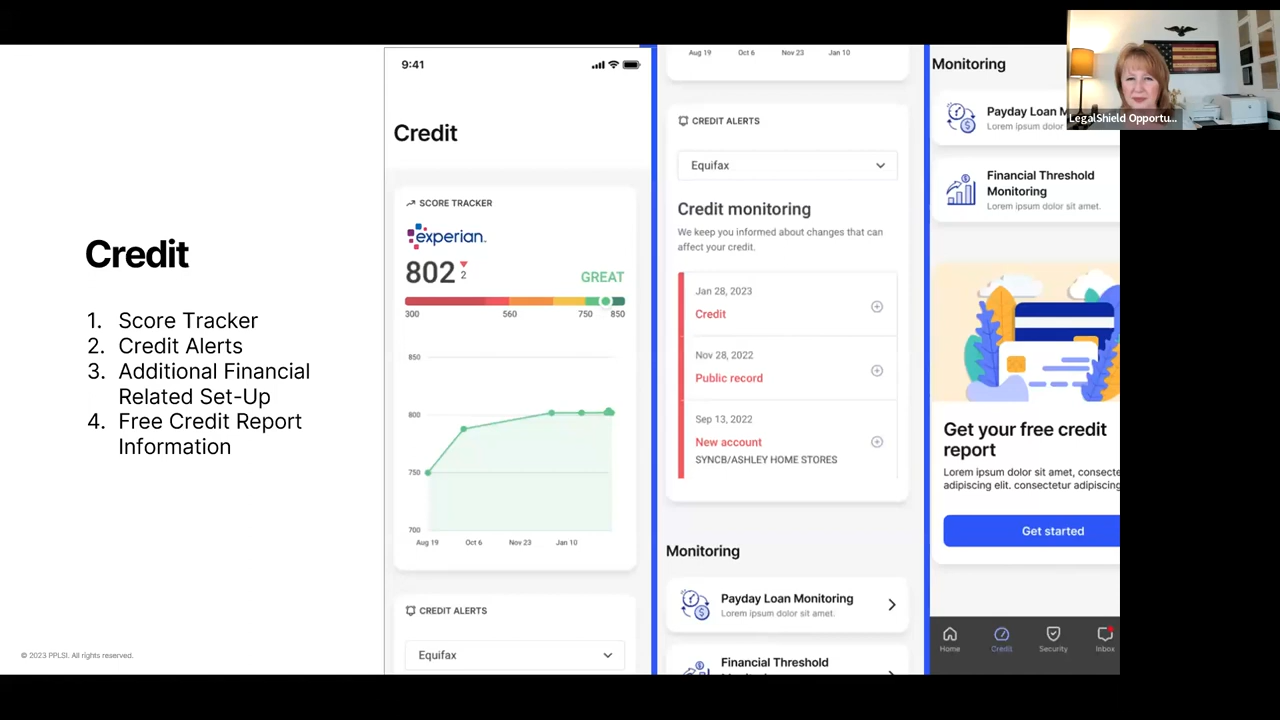 Credit
1. Score Tracker
2. Credit Alerts
3. Additional Financial
Related Set-Up
4. Free Credit Report
Information
© 2023 PPLSI. All rights reserved.
9:41
Credit
SCORE TRACKER
experian.
802 2
GREAT
300 560 750 850
850
800
750
700
Aug 19 Oct 6 Nov 23 Jan 10
CREDIT ALERTS
Equifax
Aug 19 Oct 6 Nov 23 Jan 10
CREDIT ALERTS
Equifax
Credit monitoring
We keep you informed about changes that can
affect your credit.
Jan 28, 2023
Credit
Nov 28, 2022
Public record
Sep 13, 2022
New account
SYNCB/ASHLEY HOME STORES
Monitoring
Payday Loan Monitoring
Lorem ipsum dolor sit amet.
Financial Threshold
Monitoring
Payday Loan M
Lorem ipsum dolor
Financial Threshold
Monitoring
Lorem ipsum dolor sit amet.
Get your free credit
report
Lorem ipsum dolor sit amet, consecte
adipiscing elit. consectetur adipiscing
Get started
Home Credit Security Inbox
LegalShield Opportu...